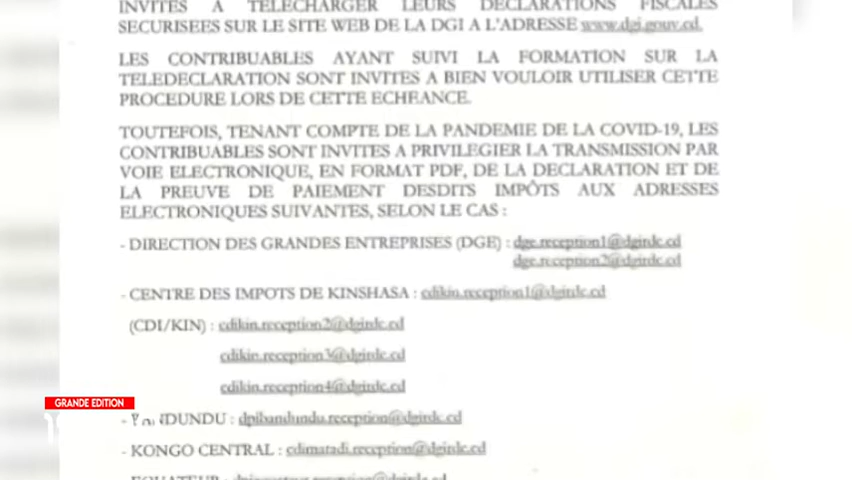 INVITES A TELECHARGER LEURS DECLARATIONS FISCALES
SECURISEES SUR LE SITE WEB DE LA DGI A L'ADRESSE www.dgi.gouv.cd.
LES CONTRIBUABLES AYANT SUIVI LA FORMATION SUR LA
TELEDECLARATION SONT INVITES A BIEN VOULOIR UTILISER CETTE
PROCEDURE LORS DE CETTE ECHEANCE.
TOUTEFOIS, TENANT COMPTE DE LA PANDEMIE DE LA COVID-19, LES
CONTRIBUABLES SONT INVITES A PRIVILEGIER LA TRANSMISSION PAR
VOIE ELECTRONIQUE, EN FORMAT PDF, DE LA DECLARATION ET DE
LA PREUVE DE PAIEMENT DESDITS IMPÔTS AUX ADRESSES
ELECTRONIQUES SUIVANTES, SELON LE CAS :
- DIRECTION DES GRANDES ENTREPRISES (DGE) : dge.reception1@dgirdc.cd
dge.reception2@dgirdc.cd
- CENTRE DES IMPOTS DE KINSHASA : cdikin.reception1@dgirdc.cd
(CDI/KIN) : cdikin.reception2@dgirdc.cd
cdikin.reception3@dgirdc.cd
cdikin.reception4@dgirdc.cd
GRANDE EDITION
dpibandundu.reception@dgirdc.cd
- KONGO CENTRAL : cdimatadi.reception@dgirdc.cd